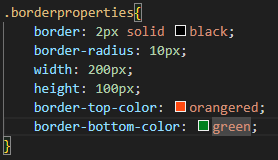 .borderproperties{
    border: 2px solid black;
    border-radius: 10px;
    width: 200px;
    height: 100px;
    border-top-color: orangered;
    border-bottom-color: green;
}